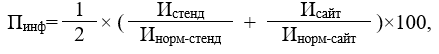 Пинф= 1/2 × ( Истенд/Инорм-стенд + Исайт/Инорм-сайт )×100,